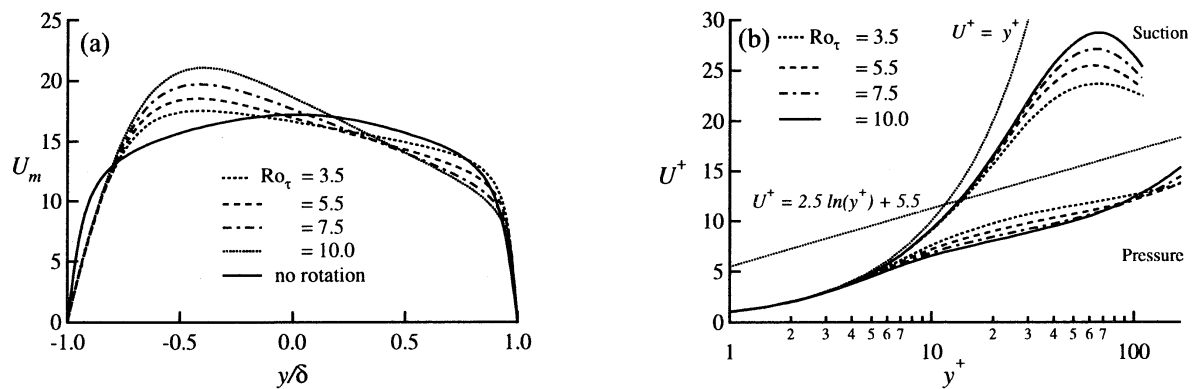 (a)
25
20
15
10
5
0
U_m
Ro_τ = 3.5
= 5.5
= 7.5
= 10.0
no rotation
-1.0 -0.5 0.0 0.5 1.0
y/δ
(b)
30
25
20
15
10
5
0
U^+
Ro_τ = 3.5
= 5.5
= 7.5
= 10.0
U^+ = y^+
Suction
U^+ = 2.5 ln(y^+) + 5.5
Pressure
1 2 3 4 5 6 7 10 2 3 4 5 6 7 100
y^+